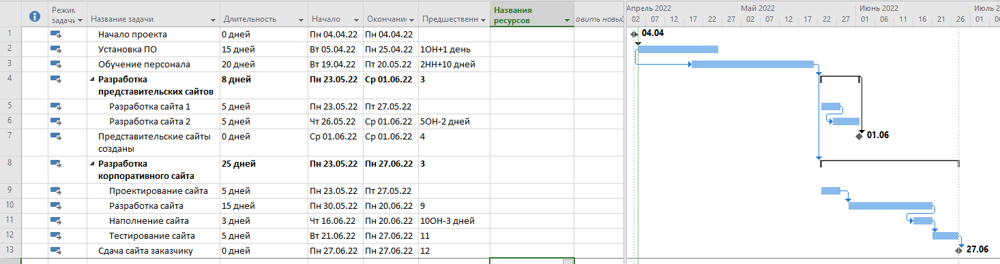 Режим задачи Название задачи Длительность Начало Окончание Предшественн Названия ресурсов авить новый
Апрель 2022 Май 2022 Июнь 2022 Июль 2
02 07 12 17 22 27 02 07 12 17 22 27 01 06 11 16 21 26 01 06
1 Начало проекта 0 дней Пн 04.04.22 Пн 04.04.22 04.04
2 Установка ПО 15 дней Вт 05.04.22 Пн 25.04.22 1ОН+1 день
3 Обучение персонала 20 дней Вт 19.04.22 Пт 20.05.22 2НН+10 дней
4 Разработка представительских сайтов 8 дней Пн 23.05.22 Ср 01.06.22 3
5 Разработка сайта 1 5 дней Пн 23.05.22 Пт 27.05.22
6 Разработка сайта 2 5 дней Чт 26.05.22 Ср 01.06.22 5ОН-2 дней
7 Представительские сайты созданы 0 дней Ср 01.06.22 Ср 01.06.22 4 01.06
8 Разработка корпоративного сайта 25 дней Пн 23.05.22 Пн 27.06.22 3
9 Проектирование сайта 5 дней Пн 23.05.22 Пт 27.05.22
10 Разработка сайта 15 дней Пн 30.05.22 Пн 20.06.22 9
11 Наполнение сайта 3 дней Чт 16.06.22 Пн 20.06.22 10ОН-3 дней
12 Тестирование сайта 5 дней Вт 21.06.22 Пн 27.06.22 11
13 Сдача сайта заказчику 0 дней Пн 27.06.22 Пн 27.06.22 12 27.06